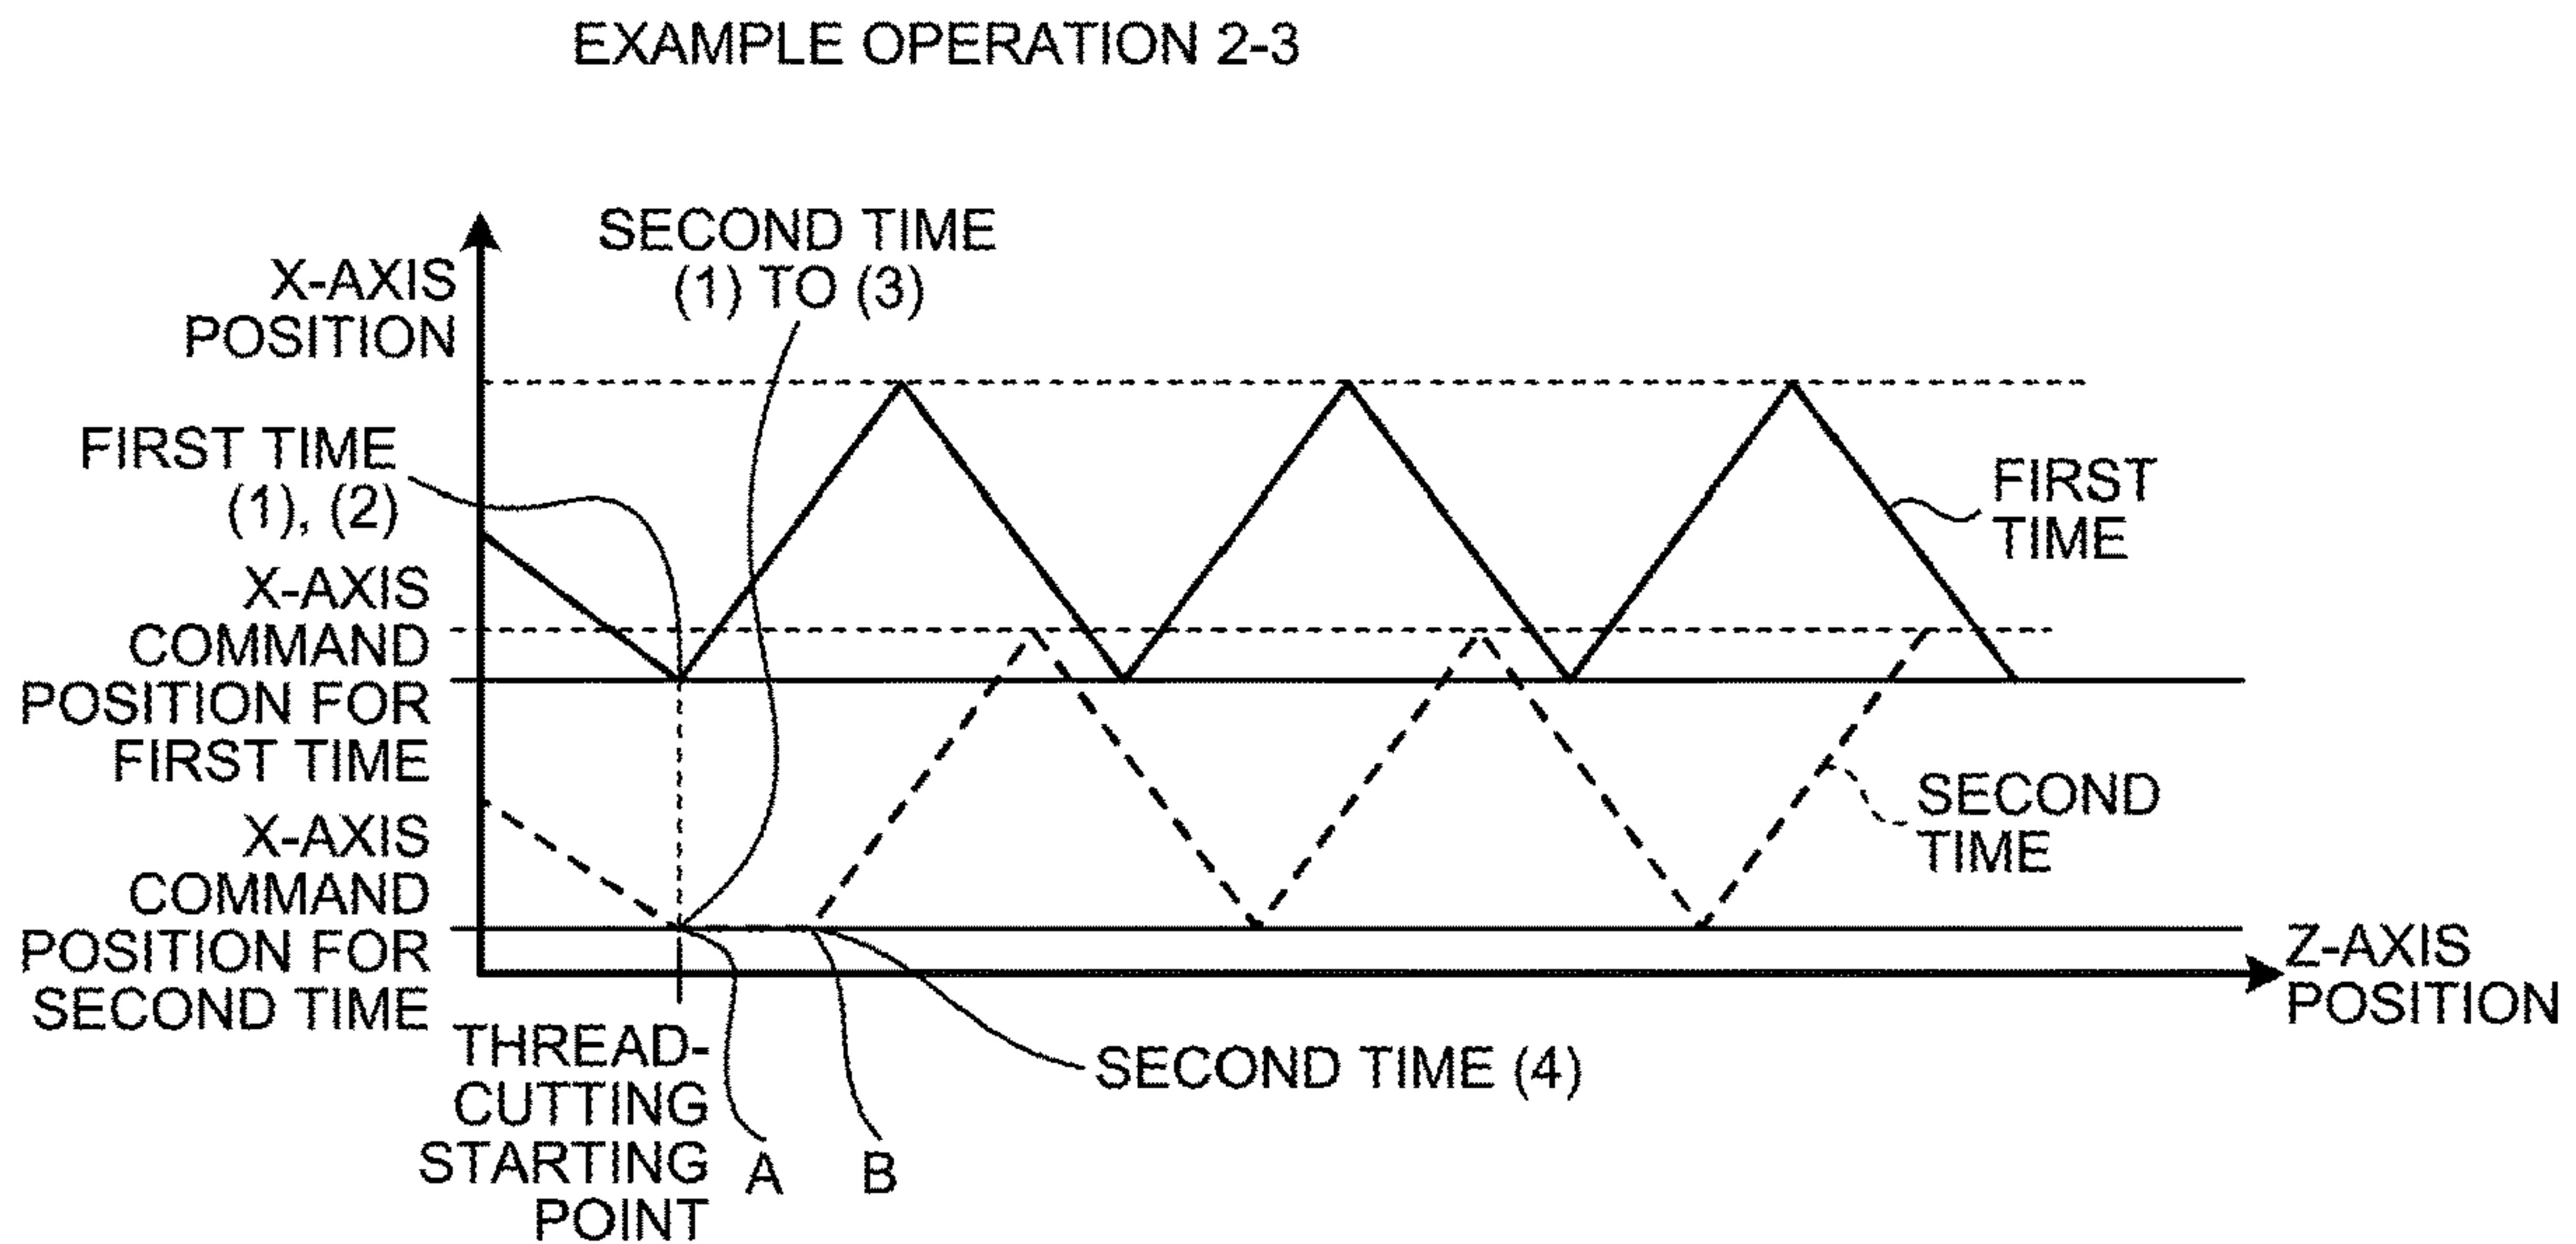 EXAMPLE OPERATION 2-3
SECOND TIME
(1) TO (3)
X-AXIS
POSITION
FIRST TIME
(1), (2)
FIRST
TIME
X-AXIS
COMMAND
POSITION FOR
FIRST TIME
SECOND
TIME
X-AXIS
COMMAND
POSITION FOR
SECOND TIME
Z-AXIS
POSITION
THREAD-
CUTTING
STARTING
POINT
A
B
SECOND TIME (4)